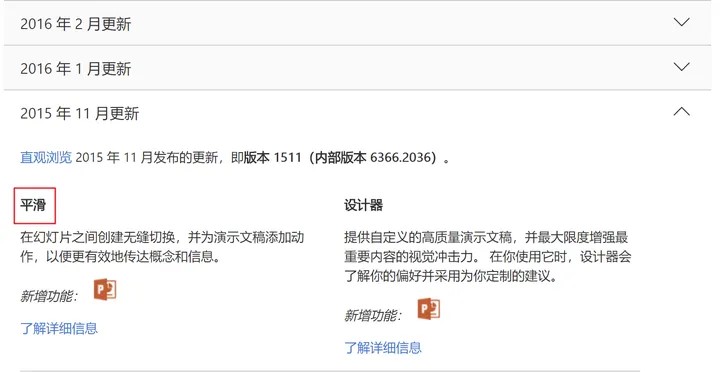 2016 年 2 月更新
2016 年 1 月更新
2015 年 11 月更新
直观浏览 2015 年 11 月发布的更新，即版本 1511（内部版本 6366.2036）。
平滑
在幻灯片之间创建无缝切换，并为演示文稿添加动
作，以便更有效地传达概念和信息。
新增功能：
了解详细信息
设计器
提供自定义的高质量演示文稿，并最大限度增强最
重要内容的视觉冲击力。 在你使用它时，设计器会
了解你的偏好并采用为你定制的建议。
新增功能：
了解详细信息